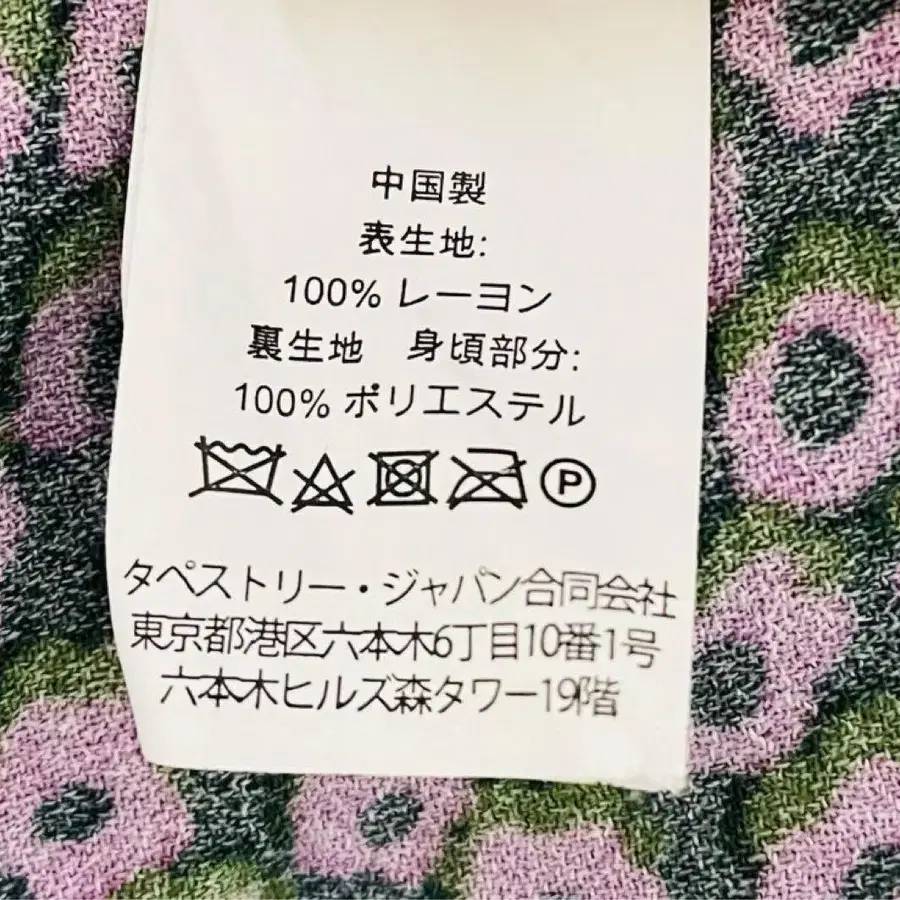 中国製
表生地:
100% レーヨン
裏生地　身頃部分:
100% ポリエステル
P
タペストリー・ジャパン合同会社
東京都港区六本木6丁目10番1号
六本木ヒルズ森タワー19階